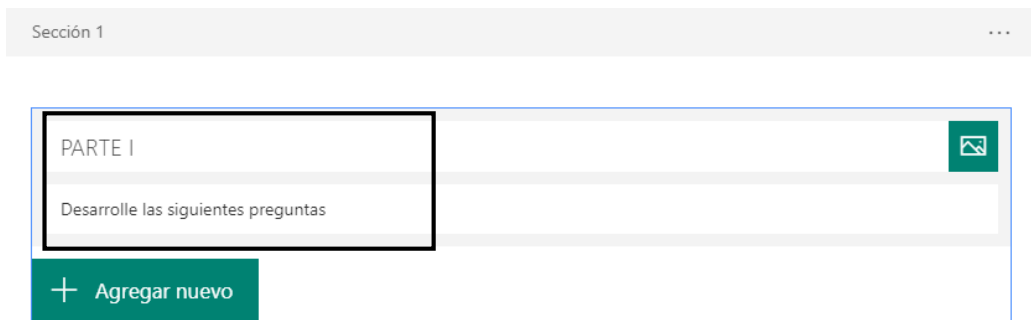 Sección 1
PARTE I
Desarrolle las siguientes preguntas
Agregar nuevo